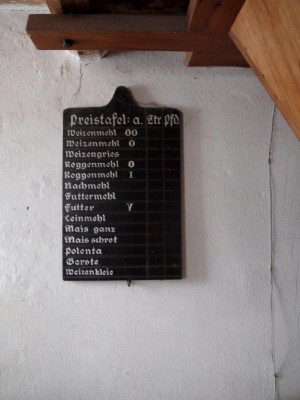 Preistafel: a. Ztr Pfd
Weizenmehl 00
Weizenmehl 0
Weizengries
Roggenmehl 0
Roggenmehl I
Nachmehl
Futtermehl
Futter V
Leinmehl
Mais ganz
Mais schrot
Polenta
Gerste
Weizenkleie